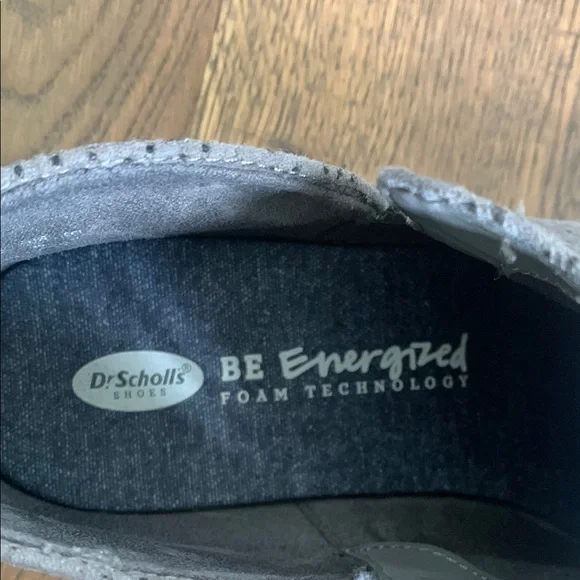 Dr. Scholl's®
SHOES
BE Energized
FOAM TECHNOLOGY